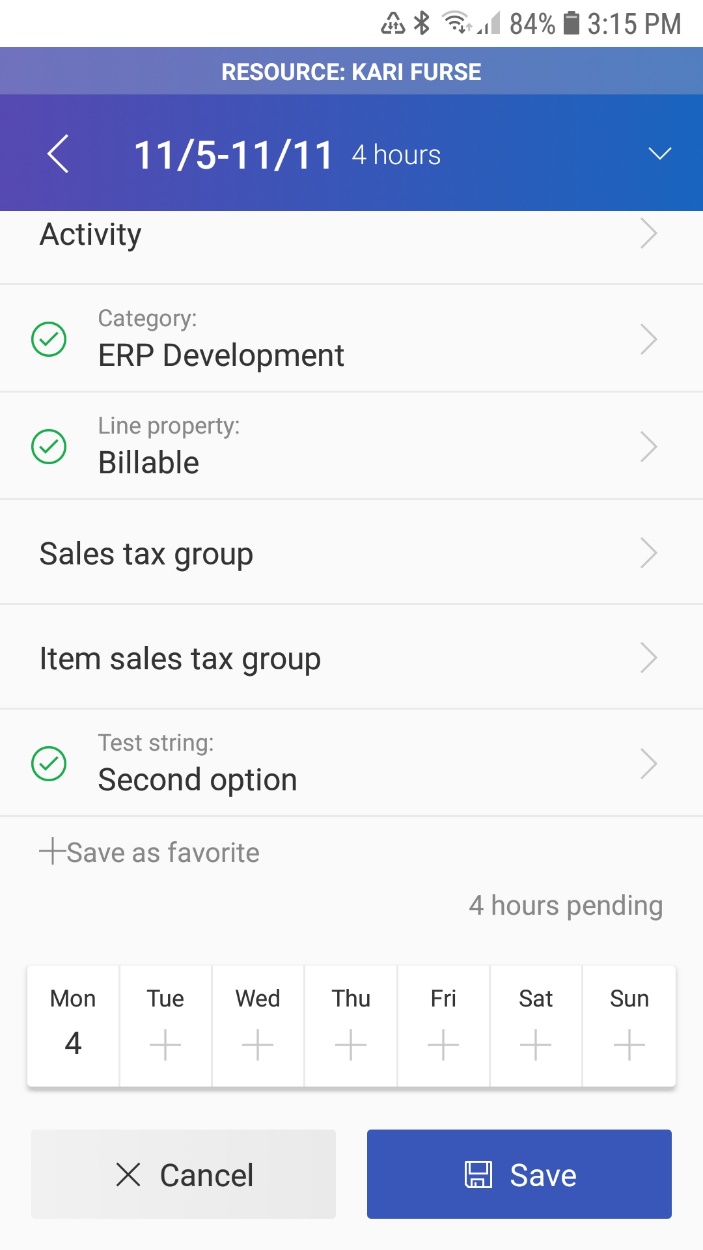 84% 3:15 PM
RESOURCE: KARI FURSE
11/5-11/11 4 hours
Activity
Category:
ERP Development
Line property:
Billable
Sales tax group
Item sales tax group
Test string:
Second option
+Save as favorite
4 hours pending
Mon Tue Wed Thu Fri Sat Sun
4 + + + + + +
Cancel Save